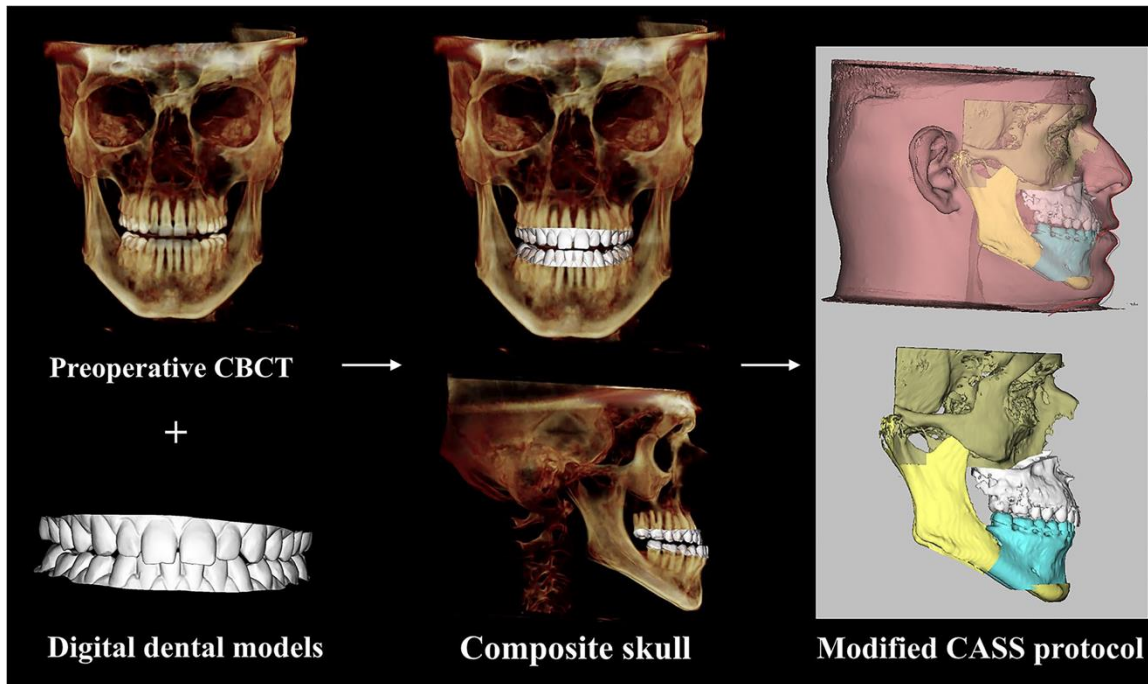 Preoperative CBCT
+
Digital dental models
Composite skull
Modified CASS protocol